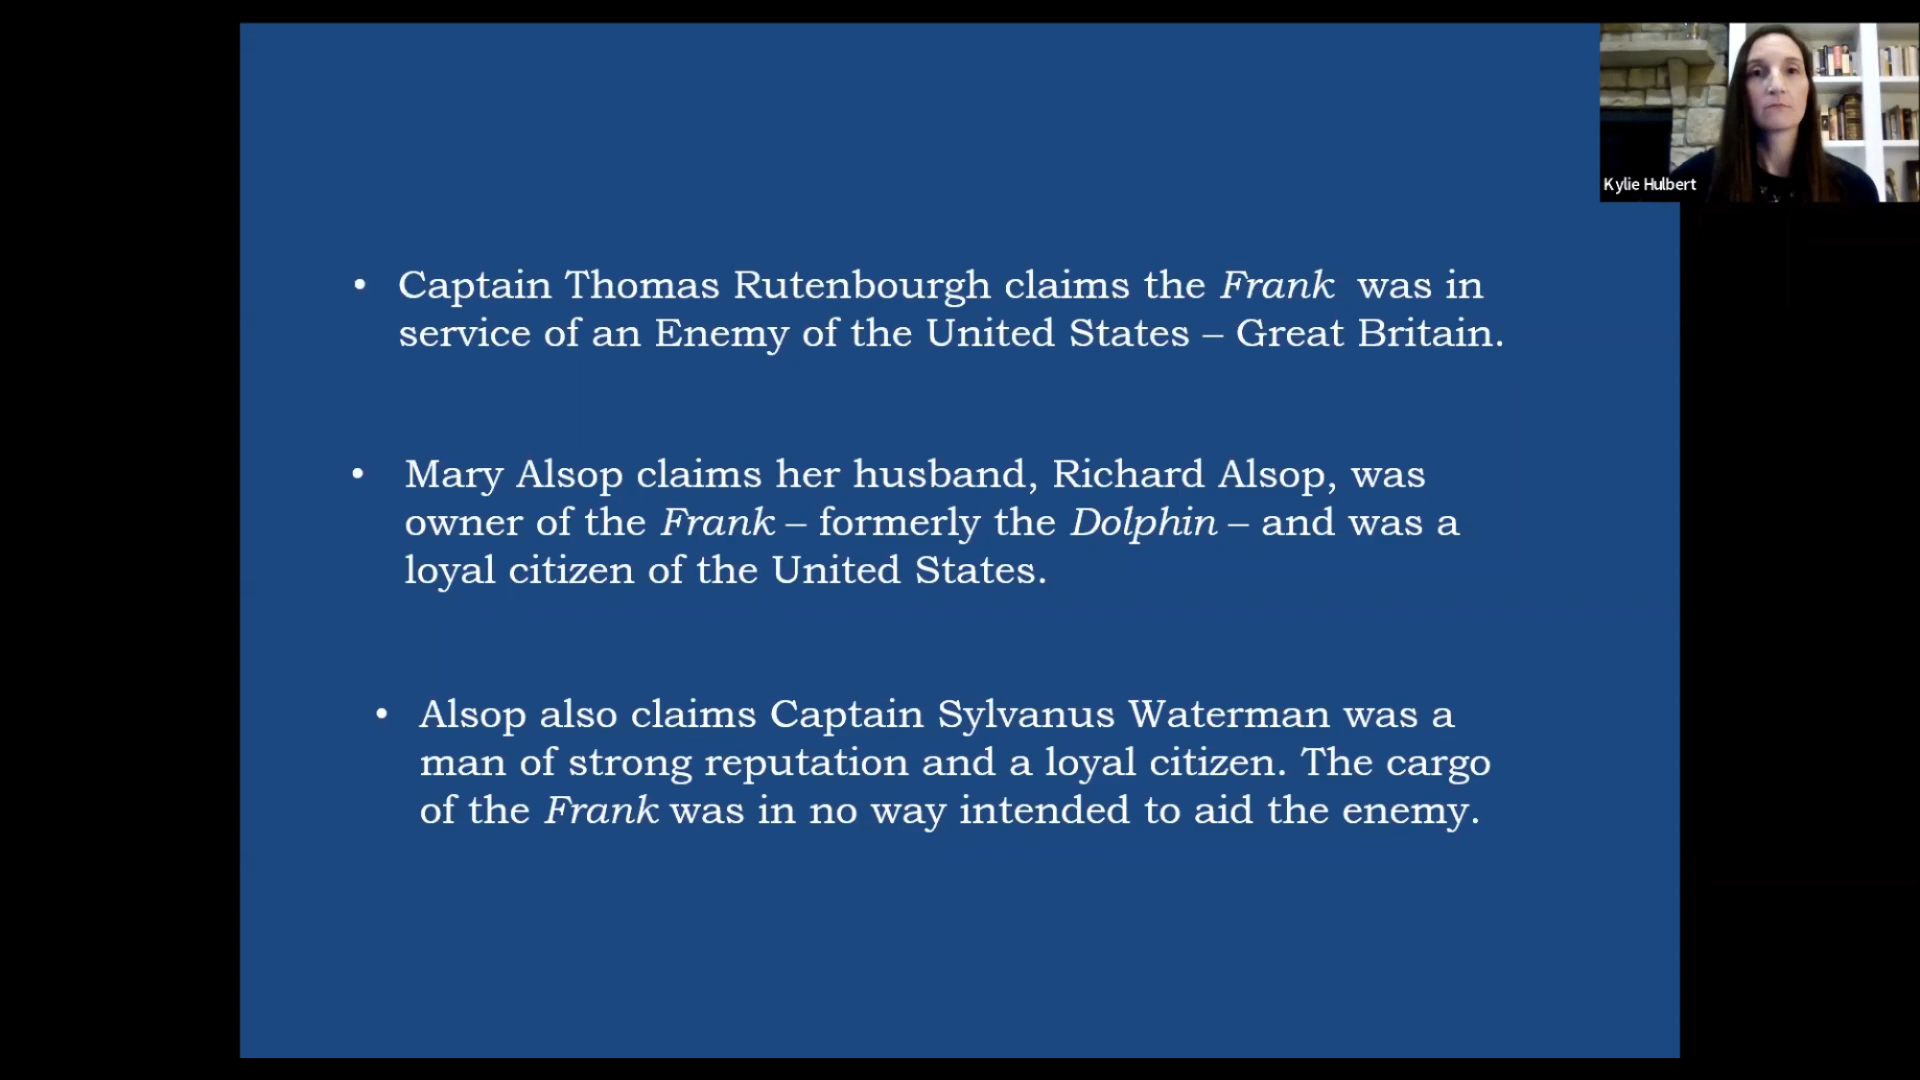 Kylie Hulbert
• Captain Thomas Rutenbourgh claims the Frank was in
service of an Enemy of the United States – Great Britain.
• Mary Alsop claims her husband, Richard Alsop, was
owner of the Frank – formerly the Dolphin – and was a
loyal citizen of the United States.
• Alsop also claims Captain Sylvanus Waterman was a
man of strong reputation and a loyal citizen. The cargo
of the Frank was in no way intended to aid the enemy.